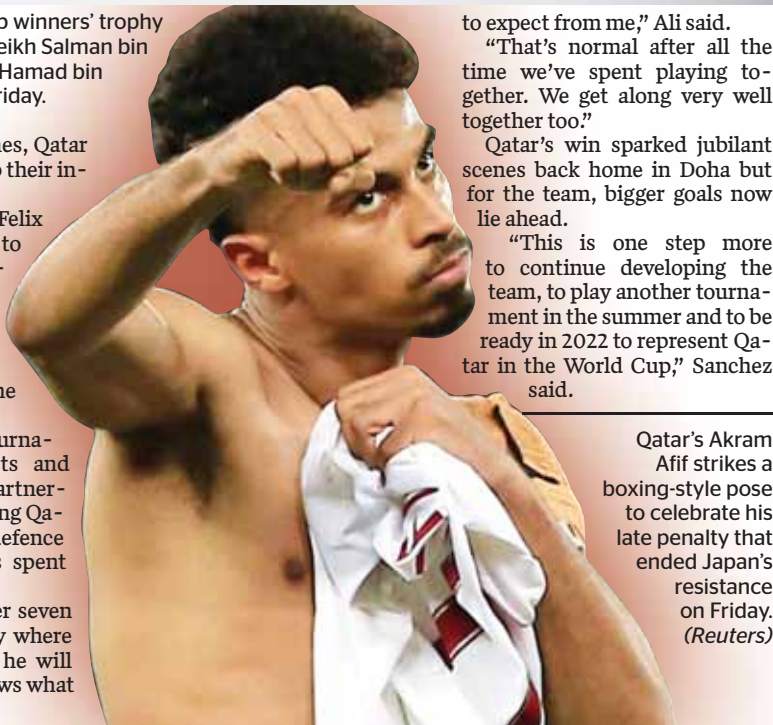 p winners’ trophy
eikh Salman bin
Hamad bin
riday.
nes, Qatar
o their in-
Felix
to
-
ne
urna-
ts and
artner-
ng Qa-
efence
s spent
er seven
y where
he will
ws what
to expect from me,” Ali said.
“That’s normal after all the
time we’ve spent playing to-
gether. We get along very well
together too.”
Qatar’s win sparked jubilant
scenes back home in Doha but
for the team, bigger goals now
lie ahead.
“This is one step more
to continue developing the
team, to play another tourna-
ment in the summer and to be
ready in 2022 to represent Qa-
tar in the World Cup,” Sanchez
said.
Qatar’s Akram
Afif strikes a
boxing-style pose
to celebrate his
late penalty that
ended Japan’s
resistance
on Friday.
(Reuters)